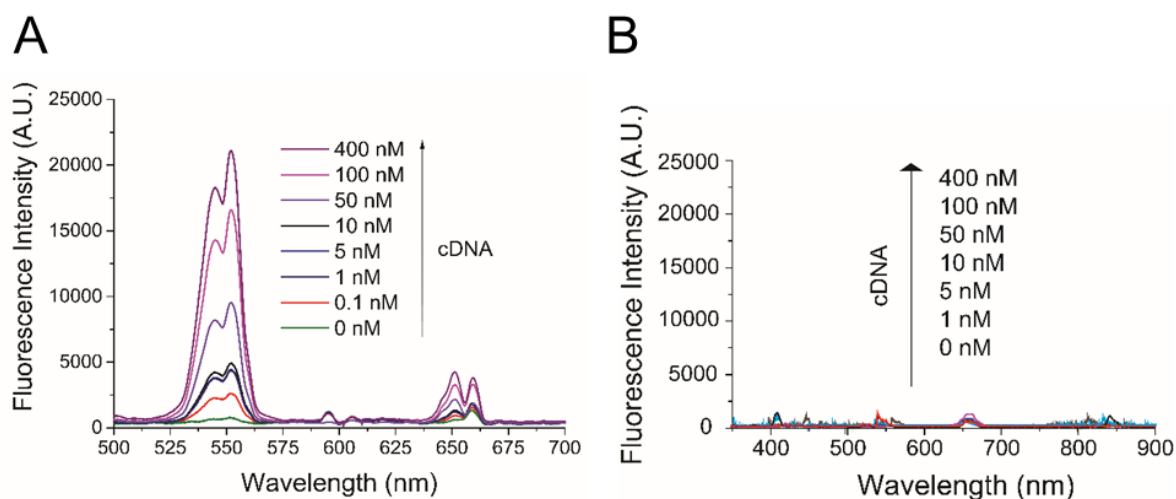 A
Fluorescence Intensity (A.U.)
25000
20000
15000
10000
5000
0
400 nM
100 nM
50 nM
10 nM
5 nM
1 nM
0.1 nM
0 nM
cDNA
500 525 550 575 600 625 650 675 700
Wavelength (nm)
B
Fluorescence Intensity (A.U.)
25000
20000
15000
10000
5000
0
cDNA
400 nM
100 nM
50 nM
10 nM
5 nM
1 nM
0 nM
400 500 600 700 800 900
Wavelength (nm)